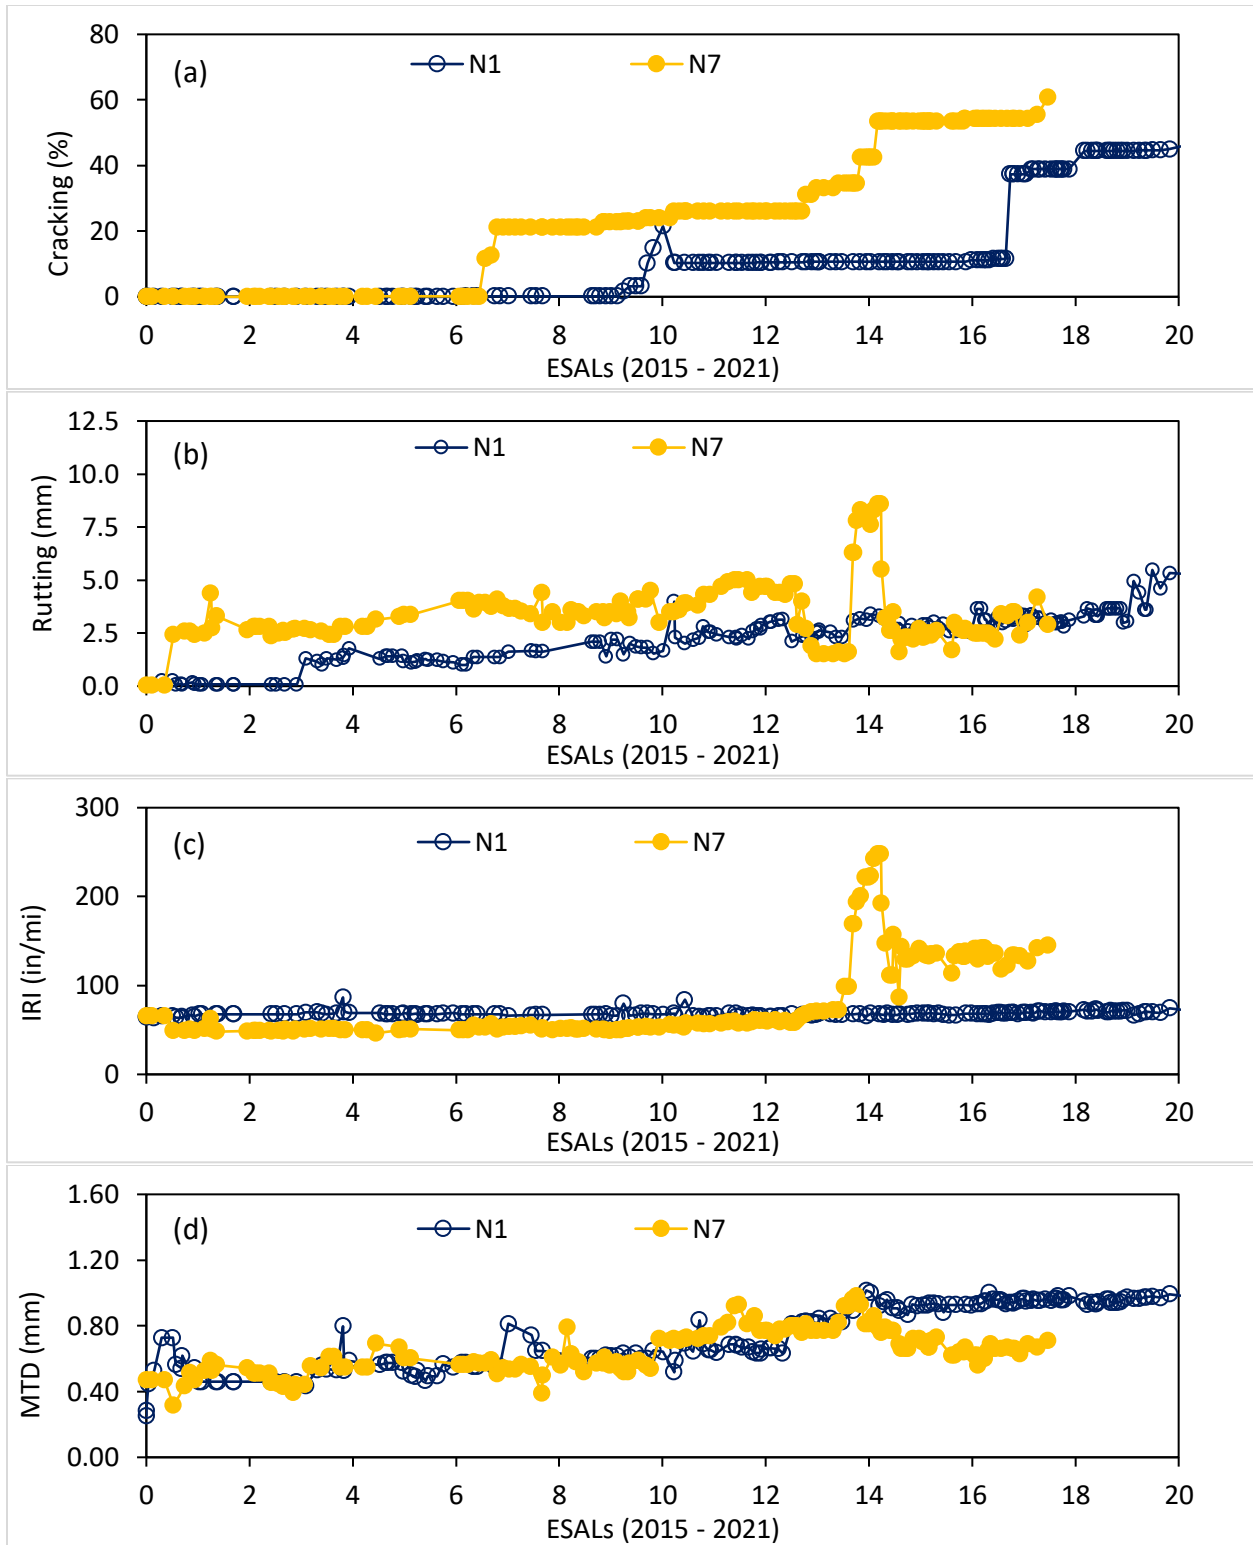 (a)
N1 N7
80
60
40
20
0
Cracking (%)
0 2 4 6 8 10 12 14 16 18 20
ESALs (2015 - 2021)
(b)
N1 N7
12.5
10.0
7.5
5.0
2.5
0.0
Rutting (mm)
0 2 4 6 8 10 12 14 16 18 20
ESALs (2015 - 2021)
(c)
N1 N7
300
200
100
0
IRI (in/mi)
0 2 4 6 8 10 12 14 16 18 20
ESALs (2015 - 2021)
(d)
N1 N7
1.60
1.20
0.80
0.40
0.00
MTD (mm)
0 2 4 6 8 10 12 14 16 18 20
ESALs (2015 - 2021)